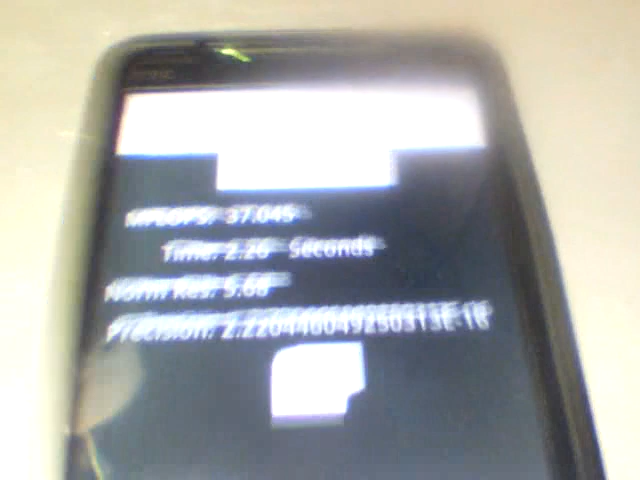 MFLOPS: 37.045
Time: 2.26 Seconds
Norm Res: 5.68
Precision: 2.220446049250313E-16